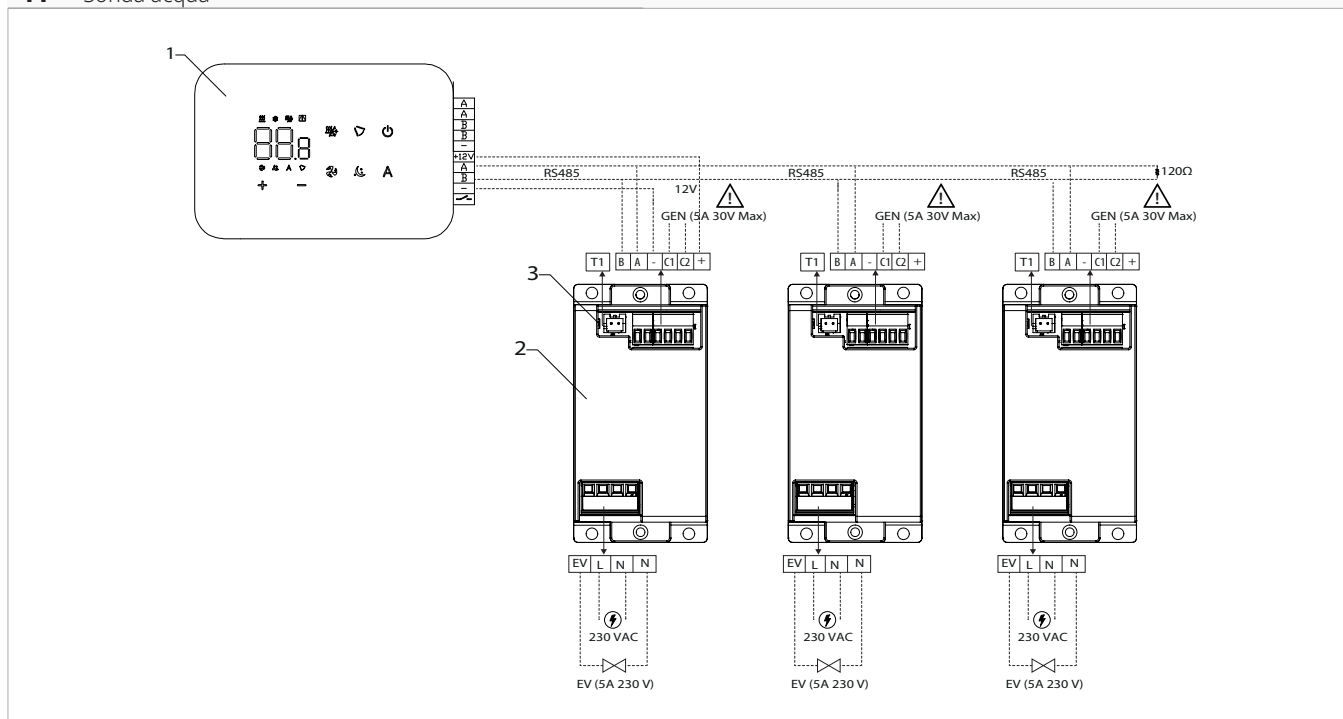 Sonda acqua
1
A
A
B
B
-
+12V
A
B
-
88.8
A
+ -
A
RS485 RS485 RS485 120Ω
12V
GEN (5A 30V Max) GEN (5A 30V Max) GEN (5A 30V Max)
T1 B A - C1 C2 + T1 B A - C1 C2 + T1 B A - C1 C2 +
3
2
EV L N N EV L N N EV L N N
230 VAC 230 VAC 230 VAC
EV (5A 230 V) EV (5A 230 V) EV (5A 230 V)